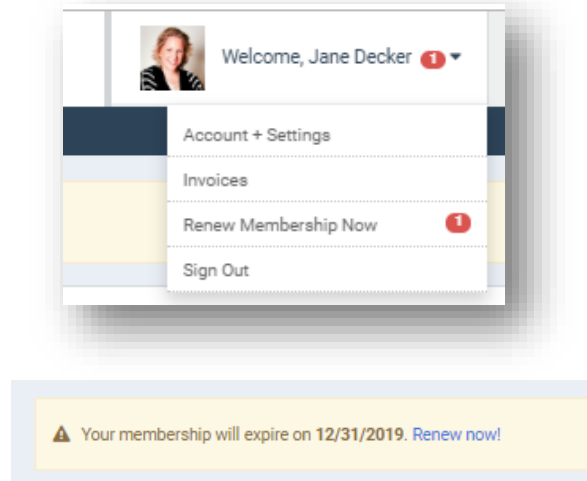 Welcome, Jane Decker 1
Account + Settings
Invoices
Renew Membership Now 1
Sign Out
Your membership will expire on 12/31/2019. Renew now!